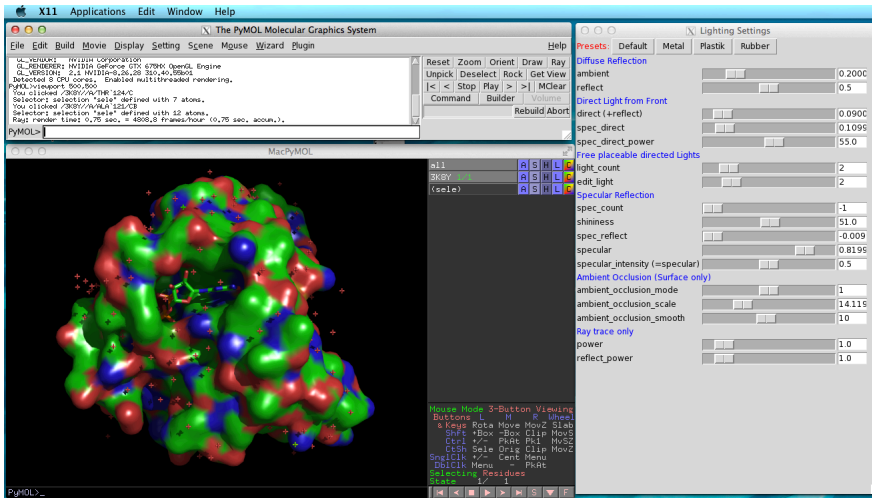 X11 Applications Edit Window Help
The PyMOL Molecular Graphics System
File Edit Build Movie Display Setting Scene Mouse Wizard Plugin Help
GL_VENDOR: NVIDIA Corporation
GL_RENDERER: NVIDIA GeForce GTX 675MX OpenGL Engine
GL_VERSION: 2.1 NVIDIA-8.26.28 310.40.55b01
Detected 8 CPU cores. Enabled multithreaded rendering.
PyMOL>viewport 500,500
You clicked /3K8Y//A/THR`124/C
Selector: selection "sele" defined with 7 atoms.
You clicked /3K8Y//A/ALA`121/CB
Selector: selection "sele" defined with 12 atoms.
Ray: render time: 0.75 sec. = 4808.8 frames/hour (0.75 sec. accum.).
PyMOL>
Reset Zoom Orient Draw Ray
Unpick Deselect Rock Get View
|< < Stop Play > >| MClear
Command Builder Volume
Rebuild Abort
MacPyMOL
all A S H L C
3K8Y 1/1 A S H L C
(sele) A S H L C
Mouse Mode 3-Button Viewing
Buttons L M R Wheel
& Keys Rota Move MovZ Slab
Shft +Box -Box Clip MovS
Ctrl +/- PkAt Pk1 MvSZ
CtSh Sele Orig Clip MovZ
SnglClk +/- Cent Menu
DblClk Menu - PkAt
Selecting Residues
State 1/ 1
S F
PyMOL>_
Lighting Settings
Presets: Default Metal Plastik Rubber
Diffuse Reflection
ambient 0.2000
reflect 0.5
Direct Light from Front
direct (+reflect) 0.0900
spec_direct 0.1099
spec_direct_power 55.0
Free placeable directed Lights
light_count 2
edit_light 2
Specular Reflection
spec_count -1
shininess 51.0
spec_reflect -0.009
specular 0.8199
specular_intensity (=specular) 0.5
Ambient Occlusion (Surface only)
ambient_occlusion_mode 1
ambient_occlusion_scale 14.119
ambient_occlusion_smooth 10
Ray trace only
power 1.0
reflect_power 1.0